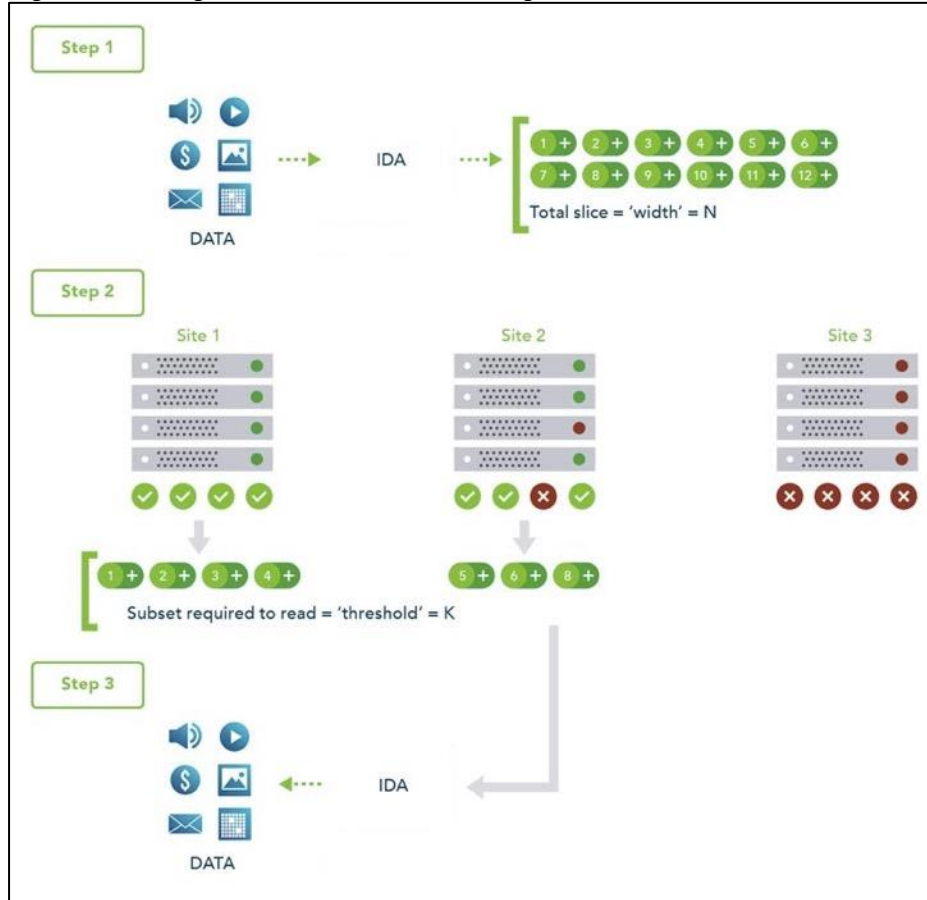 Step 1
IDA
1 + 2 + 3 + 4 + 5 + 6 +
7 + 8 + 9 + 10 + 11 + 12 +
Total slice = 'width' = N
DATA
Step 2
Site 1 Site 2 Site 3
1 + 2 + 3 + 4 + 5 + 6 + 8 +
Subset required to read = 'threshold' = K
Step 3
$
IDA
DATA